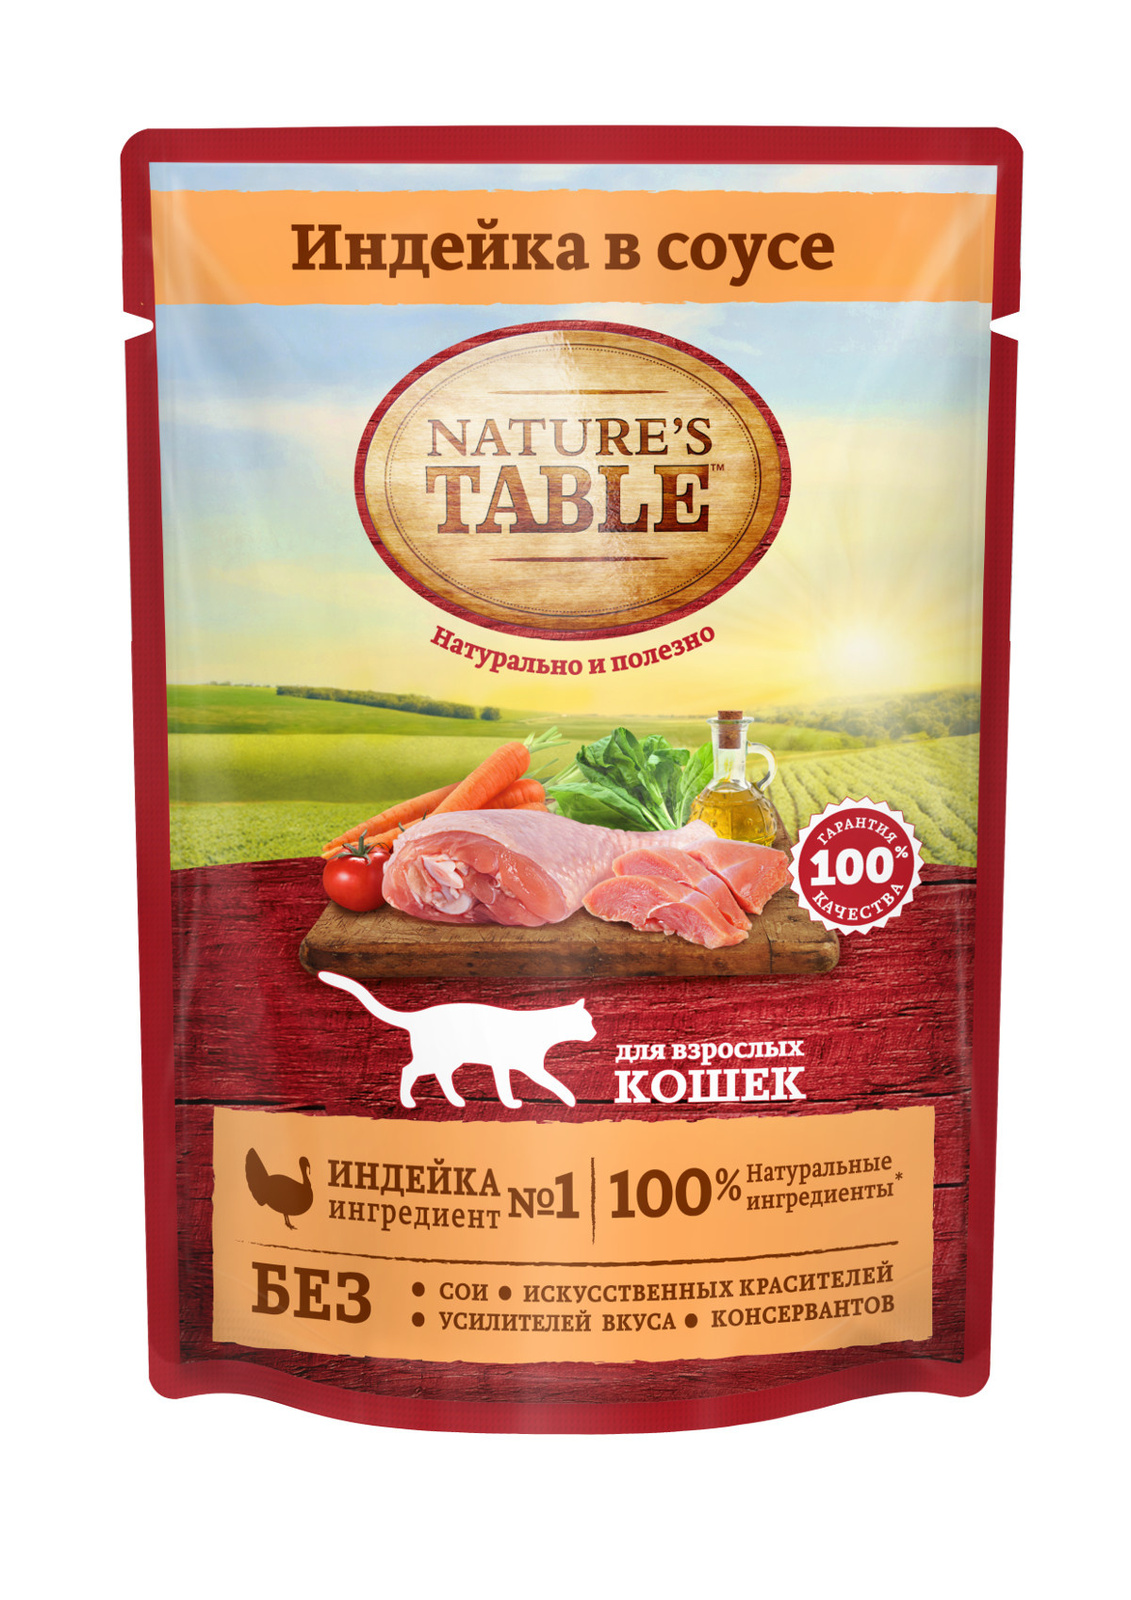 Индейка в соусе
NATURE'S
TABLE™
Натурально и полезно
ГАРАНТИЯ
100%
КАЧЕСТВА
для взрослых
КОШЕК
ИНДЕЙКА
ингредиент №1
100% Натуральные
ингредиенты*
БЕЗ
• СОИ • ИСКУССТВЕННЫХ КРАСИТЕЛЕЙ
• УСИЛИТЕЛЕЙ ВКУСА • КОНСЕРВАНТОВ